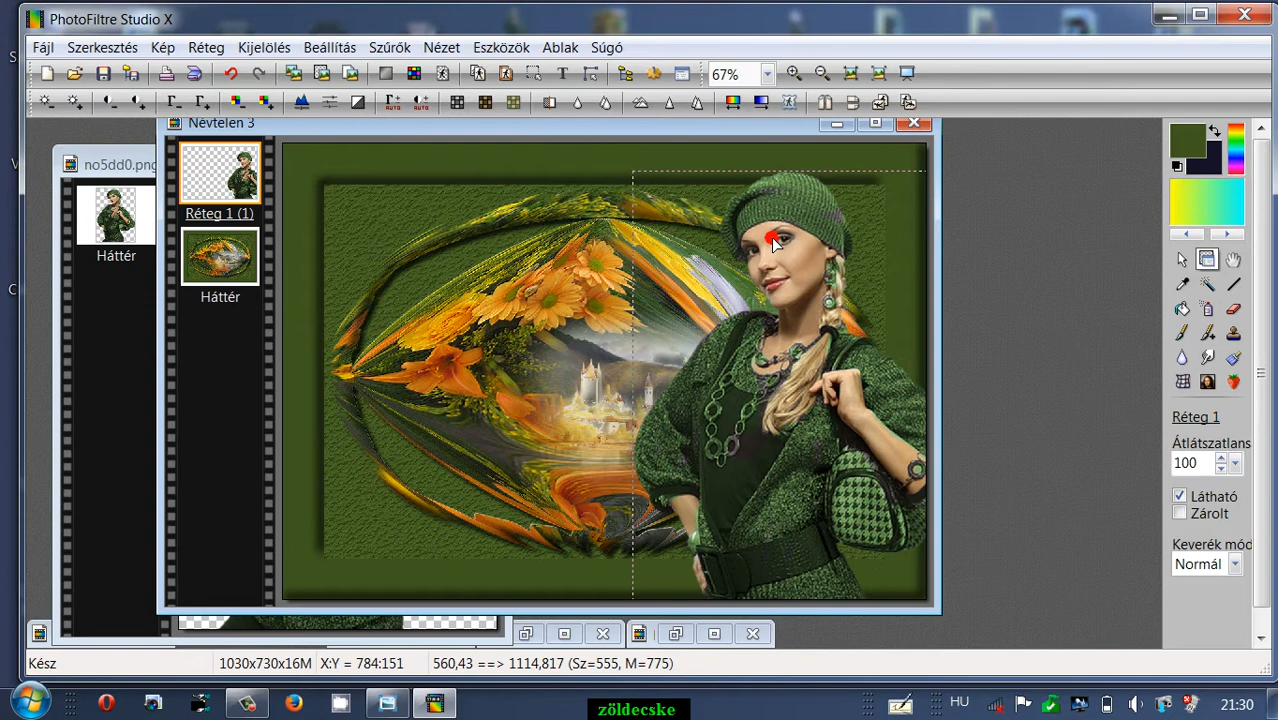 PhotoFiltre Studio X
Fájl Szerkesztés Kép Réteg Kijelölés Beállítás Szűrők Nézet Eszközök Ablak Súgó
67%
AUTO AUTO
Névtelen 3
no5dd0.png
Réteg 1 (1)
Háttér
Háttér
Réteg 1
Átlátszatlans
100
Látható
Zárolt
Keverék mód
Normál
Kész 1030x730x16M X:Y = 784:151 560,43 ==> 1114,817 (Sz=555, M=775)
HU 21:30
zöldecske